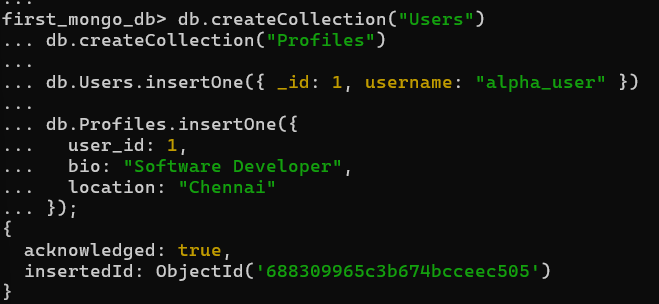 ...
first_mongo_db> db.createCollection("Users")
... db.createCollection("Profiles")
...
... db.Users.insertOne({ _id: 1, username: "alpha_user" })
...
... db.Profiles.insertOne({
...   user_id: 1,
...   bio: "Software Developer",
...   location: "Chennai"
... });
{
  acknowledged: true,
  insertedId: ObjectId('688309965c3b674bcceec505')
}